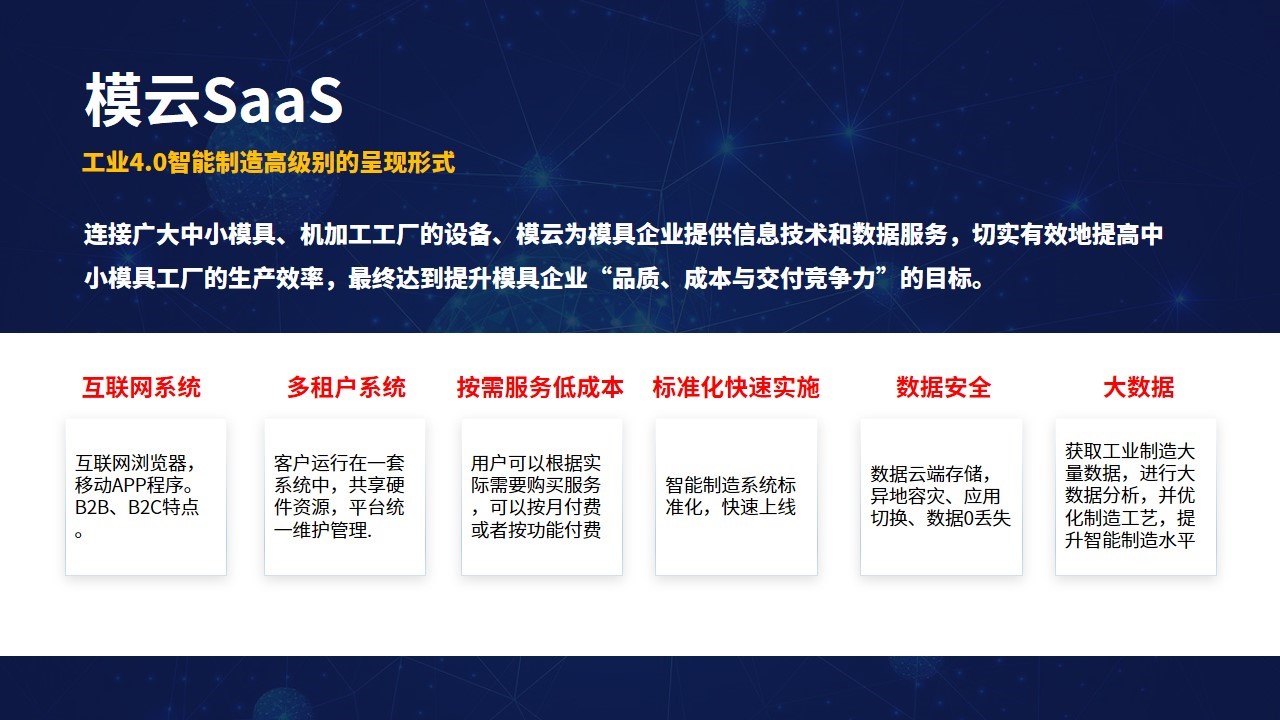 模云SaaS
工业4.0智能制造高级别的呈现形式
连接广大中小模具、机加工工厂的设备、模云为模具企业提供信息技术和数据服务，切实有效地提高中
小模具工厂的生产效率，最终达到提升模具企业“品质、成本与交付竞争力”的目标。
互联网系统
互联网浏览器，
移动APP程序。
B2B、B2C特点
。
多租户系统
客户运行在一套
系统中，共享硬
件资源，平台统
一维护管理.
按需服务低成本
用户可以根据实
际需要购买服务
，可以按月付费
或者按功能付费
标准化快速实施
智能制造系统标
准化，快速上线
数据安全
数据云端存储，
异地容灾、应用
切换、数据0丢失
大数据
获取工业制造大
量数据，进行大
数据分析，并优
化制造工艺，提
升智能制造水平